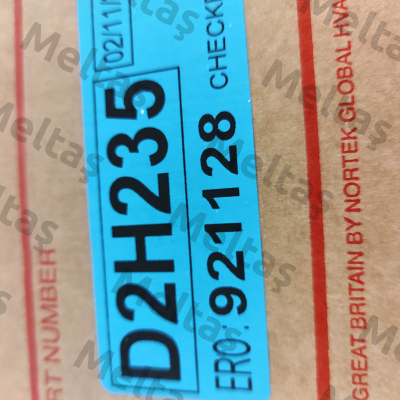 RT NUMBER
02/11/
D2H235
CHECK
ERO: 921128
GREAT BRITAIN BY NORTEK GLOBAL HVA
Meltaş